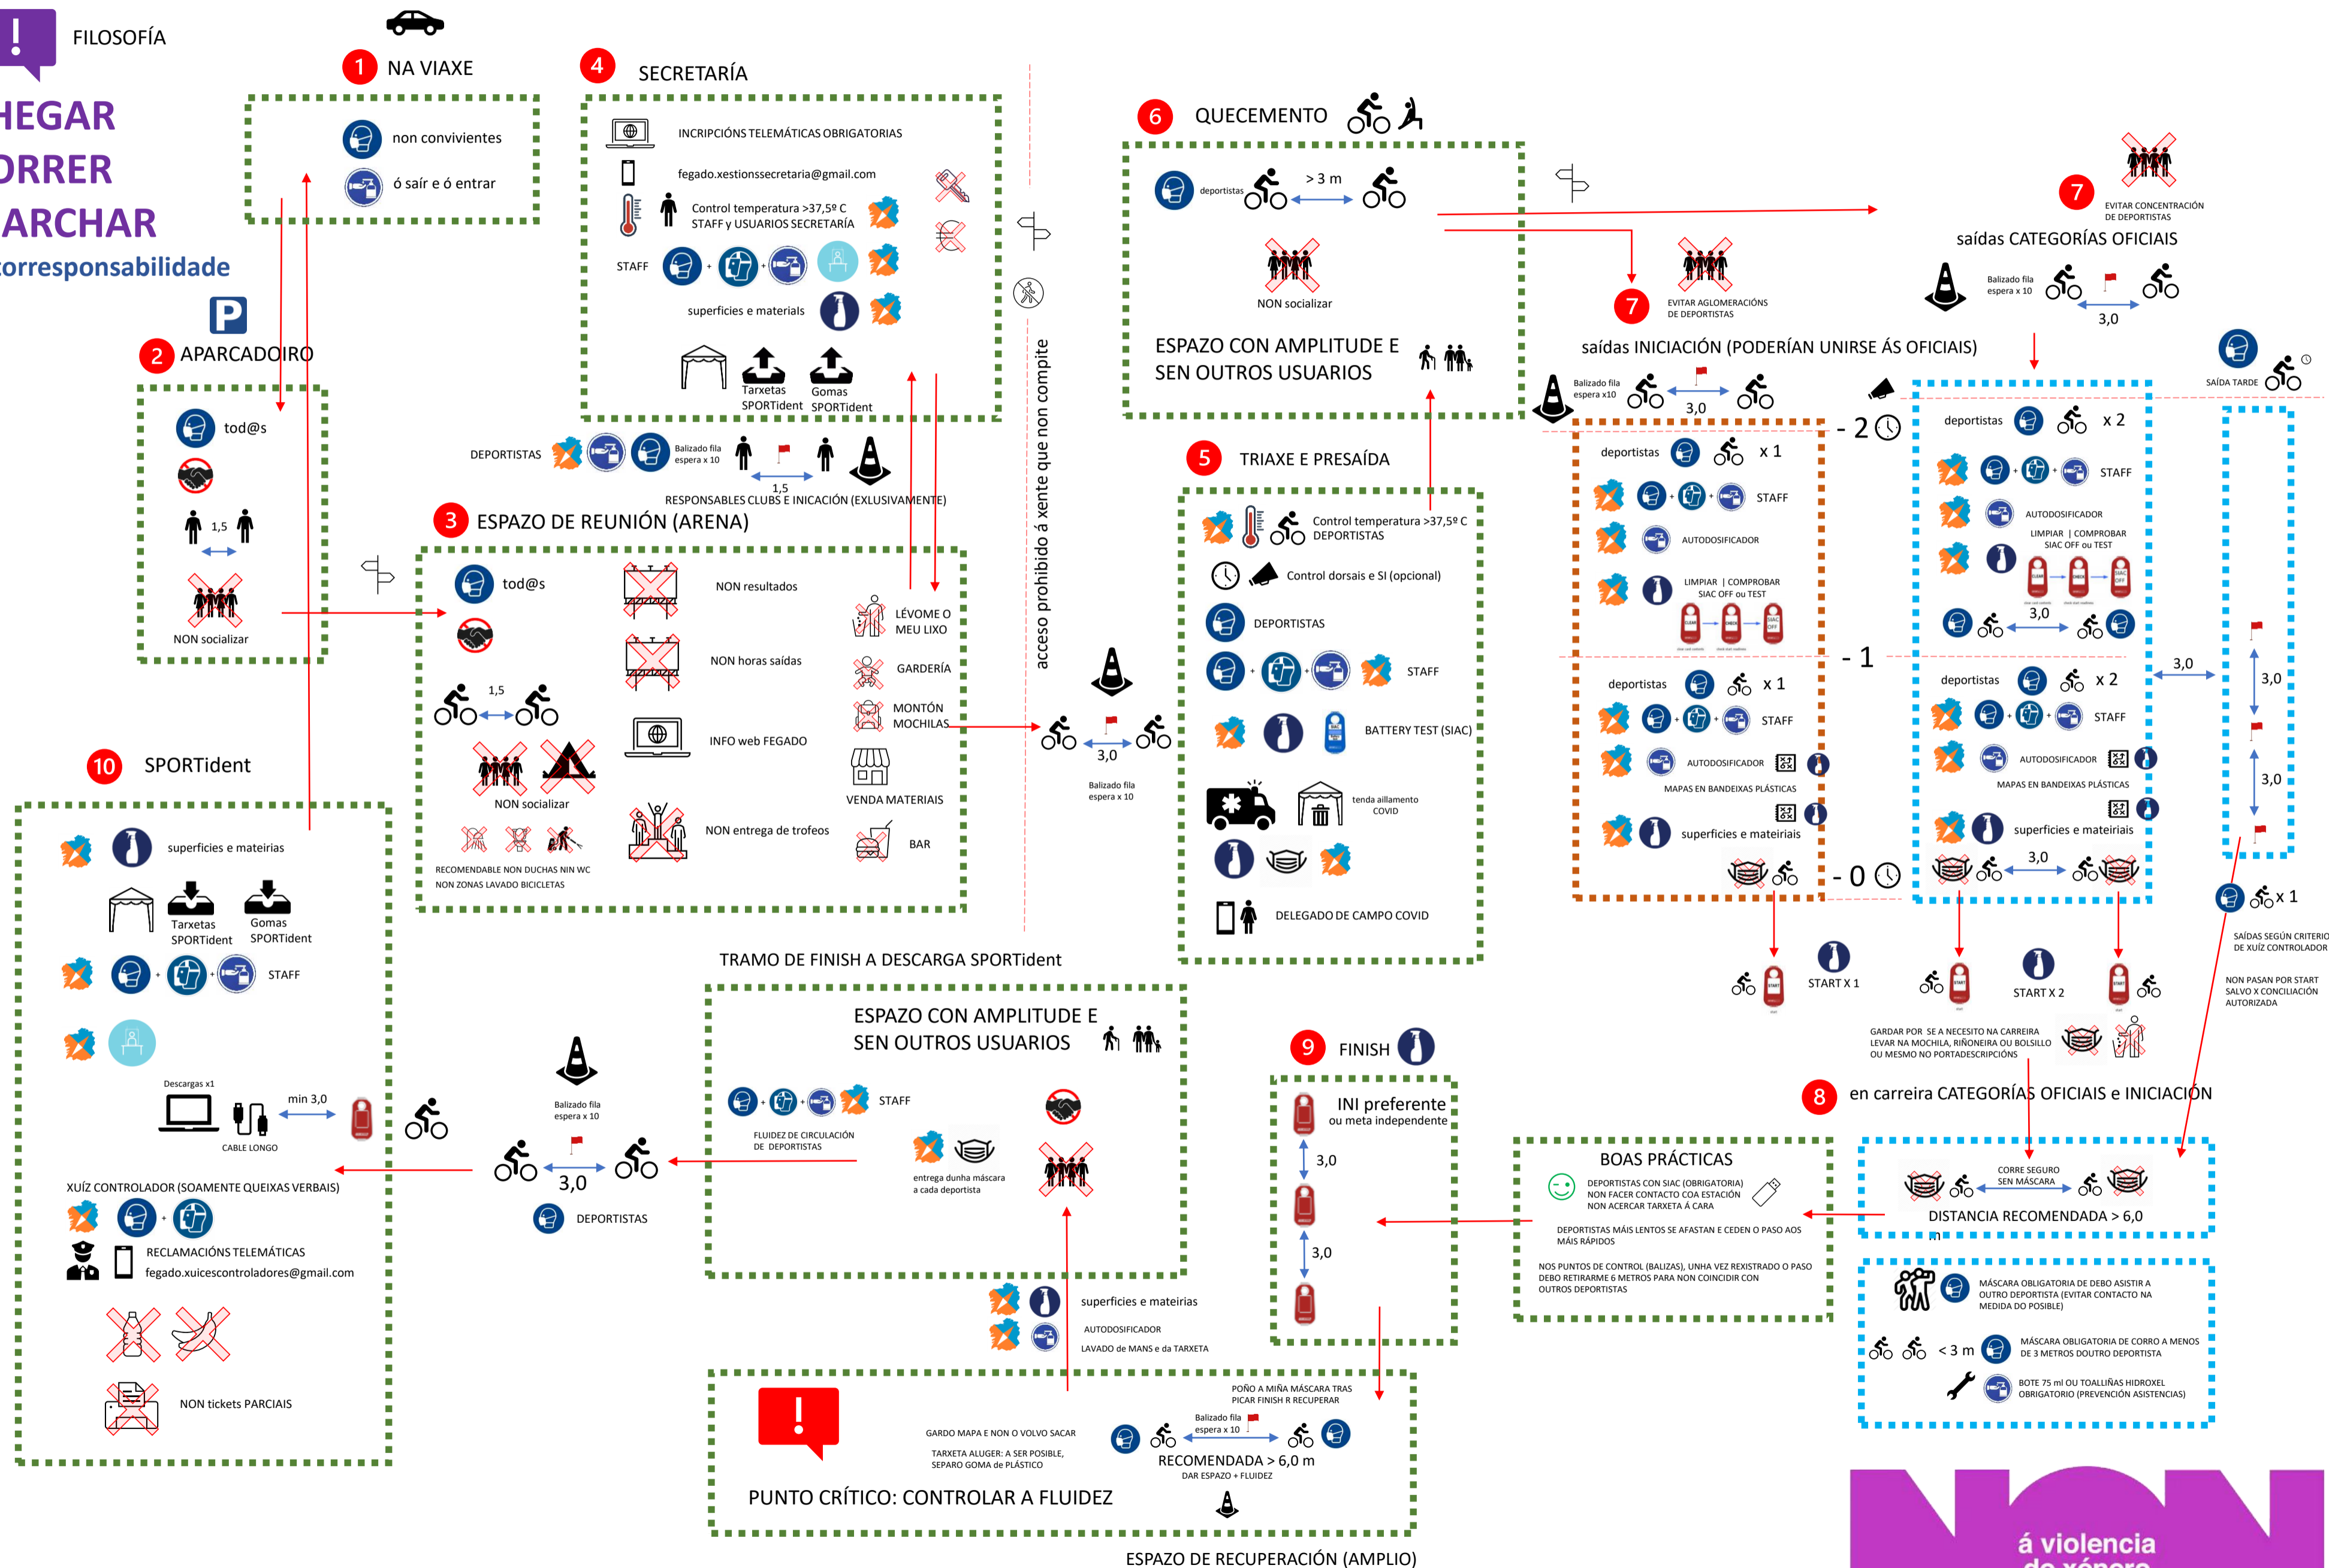 !
FILOSOFÍA
HEGAR
ORRER
ARCHAR
corresponsabilidade
1 NA VIAXE
non convivientes
ó saír e ó entrar
P
2 APARCADOIRO
tod@s
1,5
NON socializar
4 SECRETARÍA
INCRIPCIÓNS TELEMÁTICAS OBRIGATORIAS
fegado.xestionssecretaria@gmail.com
Control temperatura >37,5º C
STAFF y USUARIOS SECRETARÍA
STAFF + +
superficies e materials
Tarxetas
SPORTident
Gomas
SPORTident
DEPORTISTAS
Balizado fila
espera x 10
1,5
RESPONSABLES CLUBS E INICACIÓN (EXLUSIVAMENTE)
3 ESPAZO DE REUNIÓN (ARENA)
tod@s
1,5
NON socializar
RECOMENDABLE NON DUCHAS NIN WC
NON ZONAS LAVADO BICICLETAS
NON resultados
NON horas saídas
INFO web FEGADO
NON entrega de trofeos
LÉVOME O
MEU LIXO
GARDERÍA
MONTÓN
MOCHILAS
VENDA MATERIAIS
BAR
acceso prohibido á xente que non compite
3,0
Balizado fila
espera x 10
6 QUECEMENTO
deportistas
> 3 m
NON socializar
ESPAZO CON AMPLITUDE E
SEN OUTROS USUARIOS
5 TRIAXE E PRESAÍDA
Control temperatura >37,5º C
DEPORTISTAS
Control dorsais e SI (opcional)
DEPORTISTAS
+ + STAFF
BATTERY TEST (SIAC)
tenda aillamento
COVID
DELEGADO DE CAMPO COVID
7
EVITAR AGLOMERACIÓNS
DE DEPORTISTAS
saídas INICIACIÓN (PODERÍAN UNIRSE ÁS OFICIAIS)
Balizado fila
espera x10
3,0
deportistas x 1
+ + STAFF
AUTODOSIFICADOR
LIMPIAR | COMPROBAR
SIAC OFF ou TEST
CLEAR CHECK SIAC OFF
deportistas x 1
+ + STAFF
AUTODOSIFICADOR
MAPAS EN BANDEIXAS PLÁSTICAS
superficies e mateiriais
- 2
- 1
- 0
START X 1
START
7
EVITAR CONCENTRACIÓN
DE DEPORTISTAS
saídas CATEGORÍAS OFICIAIS
Balizado fila
espera x 10
3,0
SAÍDA TARDE
deportistas x 2
+ + STAFF
AUTODOSIFICADOR
LIMPIAR | COMPROBAR
SIAC OFF ou TEST
CLEAR CHECK SIAC OFF
3,0
deportistas x 2
+ + STAFF
AUTODOSIFICADOR
MAPAS EN BANDEIXAS PLÁSTICAS
superficies e mateiriais
3,0
3,0
3,0
3,0
x 1
SAÍDAS SEGÚN CRITERIO
DE XUÍZ CONTROLADOR
NON PASAN POR START
SALVO X CONCILIACIÓN
AUTORIZADA
START
START X 2
START
GARDAR POR SE A NECESITO NA CARREIRA
LEVAR NA MOCHILA, RIÑONEIRA OU BOLSILLO
OU MESMO NO PORTADESCRIPCIÓNS
8 en carreira CATEGORÍAS OFICIAIS e INICIACIÓN
CORRE SEGURO
SEN MÁSCARA
DISTANCIA RECOMENDADA > 6,0
m
MÁSCARA OBLIGATORIA DE DEBO ASISTIR A
OUTRO DEPORTISTA (EVITAR CONTACTO NA
MEDIDA DO POSIBLE)
< 3 m
MÁSCARA OBLIGATORIA DE CORRO A MENOS
DE 3 METROS DOUTRO DEPORTISTA
BOTE 75 ml OU TOALLIÑAS HIDROXEL
OBRIGATORIO (PREVENCIÓN ASISTENCIAS)
BOAS PRÁCTICAS
DEPORTISTAS CON SIAC (OBRIGATORIA)
NON FACER CONTACTO COA ESTACIÓN
NON ACERCAR TARXETA Á CARA
DEPORTISTAS MÁIS LENTOS SE AFASTAN E CEDEN O PASO AOS
MÁIS RÁPIDOS
NOS PUNTOS DE CONTROL (BALIZAS), UNHA VEZ REXISTRADO O PASO
DEBO RETIRARME 6 METROS PARA NON COINCIDIR CON
OUTROS DEPORTISTAS
9 FINISH
INI preferente
ou meta independente
3,0
3,0
POÑO A MIÑA MÁSCARA TRAS
PICAR FINISH R RECUPERAR
Balizado fila
espera x 10
RECOMENDADA > 6,0 m
DAR ESPAZO + FLUIDEZ
!
GARDO MAPA E NON O VOLVO SACAR
TARXETA ALUGER: A SER POSIBLE,
SEPARO GOMA de PLÁSTICO
PUNTO CRÍTICO: CONTROLAR A FLUIDEZ
ESPAZO DE RECUPERACIÓN (AMPLIO)
superficies e mateirias
AUTODOSIFICADOR
LAVADO de MANS e da TARXETA
TRAMO DE FINISH A DESCARGA SPORTident
ESPAZO CON AMPLITUDE E
SEN OUTROS USUARIOS
+ + STAFF
FLUIDEZ DE CIRCULACIÓN
DE DEPORTISTAS
entrega dunha máscara
a cada deportista
Balizado fila
espera x 10
3,0
DEPORTISTAS
10 SPORTident
superficies e mateirias
Tarxetas
SPORTident
Gomas
SPORTident
+ + STAFF
Descargas x1
min 3,0
CABLE LONGO
XUÍZ CONTROLADOR (SOAMENTE QUEIXAS VERBAIS)
+
RECLAMACIÓNS TELEMÁTICAS
fegado.xuicescontroladores@gmail.com
NON tickets PARCIAIS
NON
á violencia
de xénero